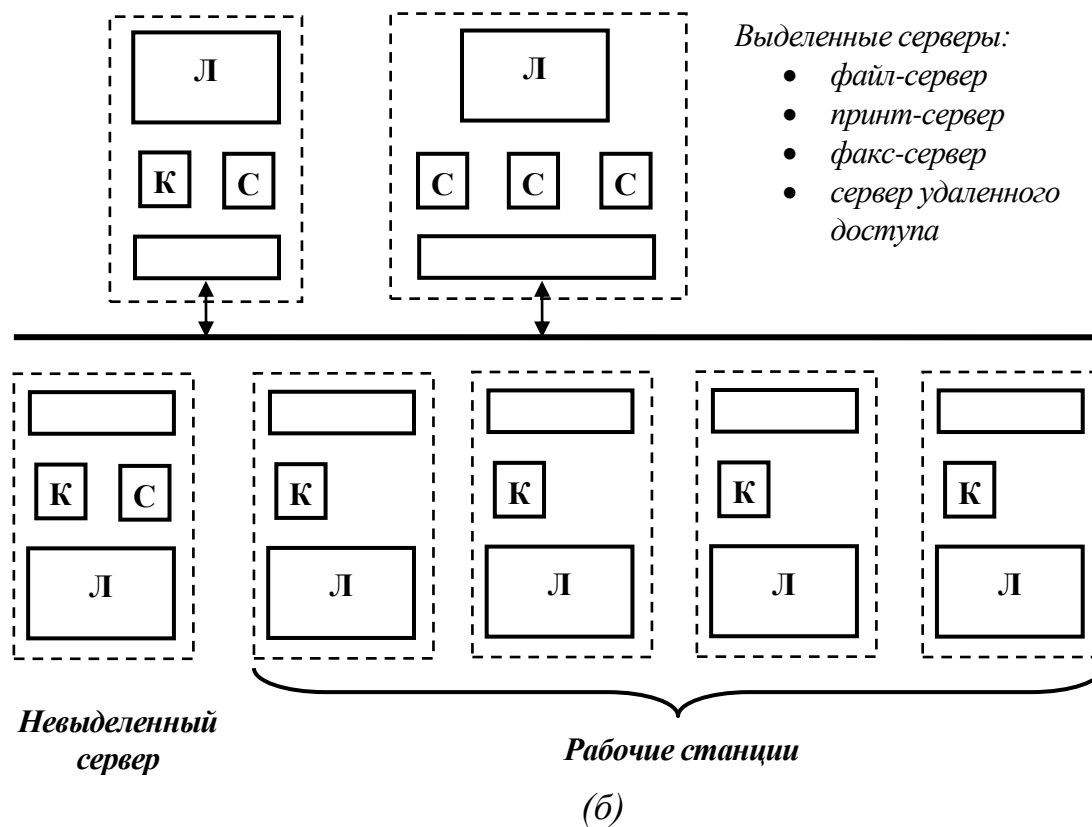 Л
Л
Выделенные серверы:
• файл-сервер
• принт-сервер
• факс-сервер
• сервер удаленного
доступа
К С
С С С
К С К К К К
Л Л Л Л Л
Невыделенный
сервер
Рабочие станции
(б)